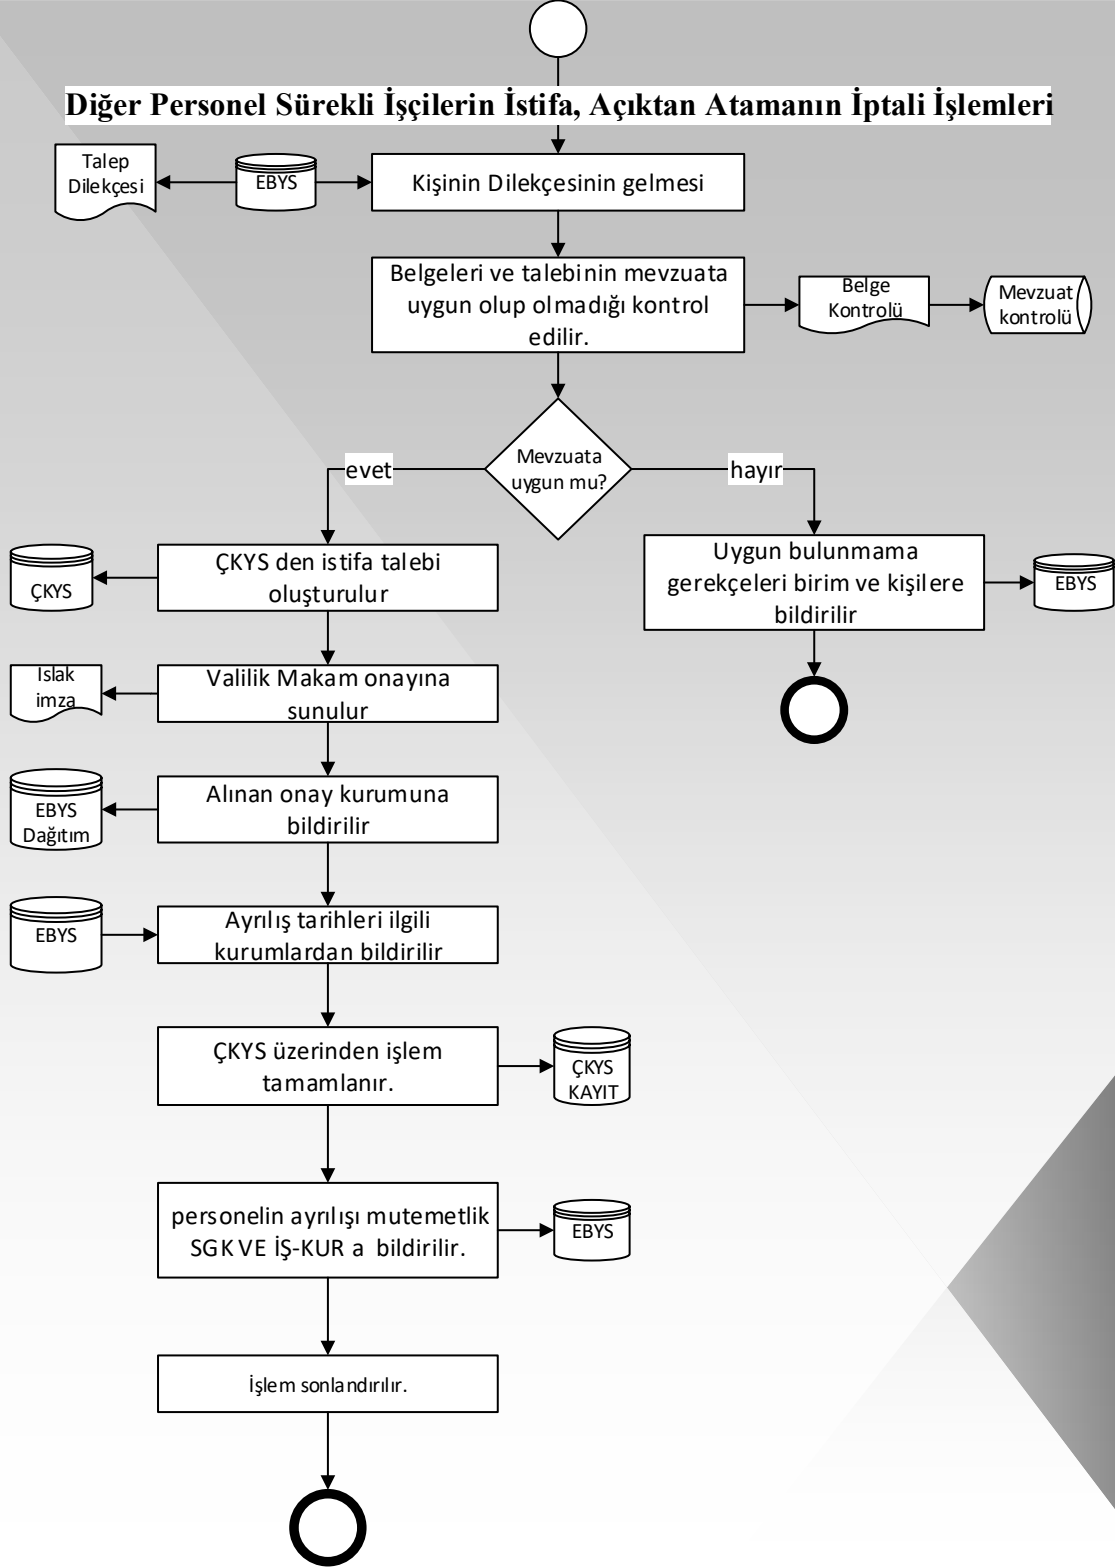 Diğer Personel Sürekli İşçilerin İstifa, Açıktan Atamanın İptali İşlemleri
Talep
Dilekçesi
EBYS
Kişinin Dilekçesinin gelmesi
Belgeleri ve talebinin mevzuata
uygun olup olmadığı kontrol
edilir.
Belge
Kontrolü
Mevzuat
kontrolü
Mevzuata
uygun mu?
evet
hayır
ÇKYS
ÇKYS den istifa talebi
oluşturulur
Uygun bulunmama
gerekçeleri birim ve kişilere
bildirilir
EBYS
Islak
imza
Valilik Makam onayına
sunulur
EBYS
Dağıtım
Alınan onay kurumuna
bildirilir
EBYS
Ayrılış tarihleri ilgili
kurumlardan bildirilir
ÇKYS üzerinden işlem
tamamlanır.
ÇKYS
KAYIT
personelin ayrılışı mutemetlik
SGK VE İŞ-KUR a bildirilir.
EBYS
İşlem sonlandırılır.